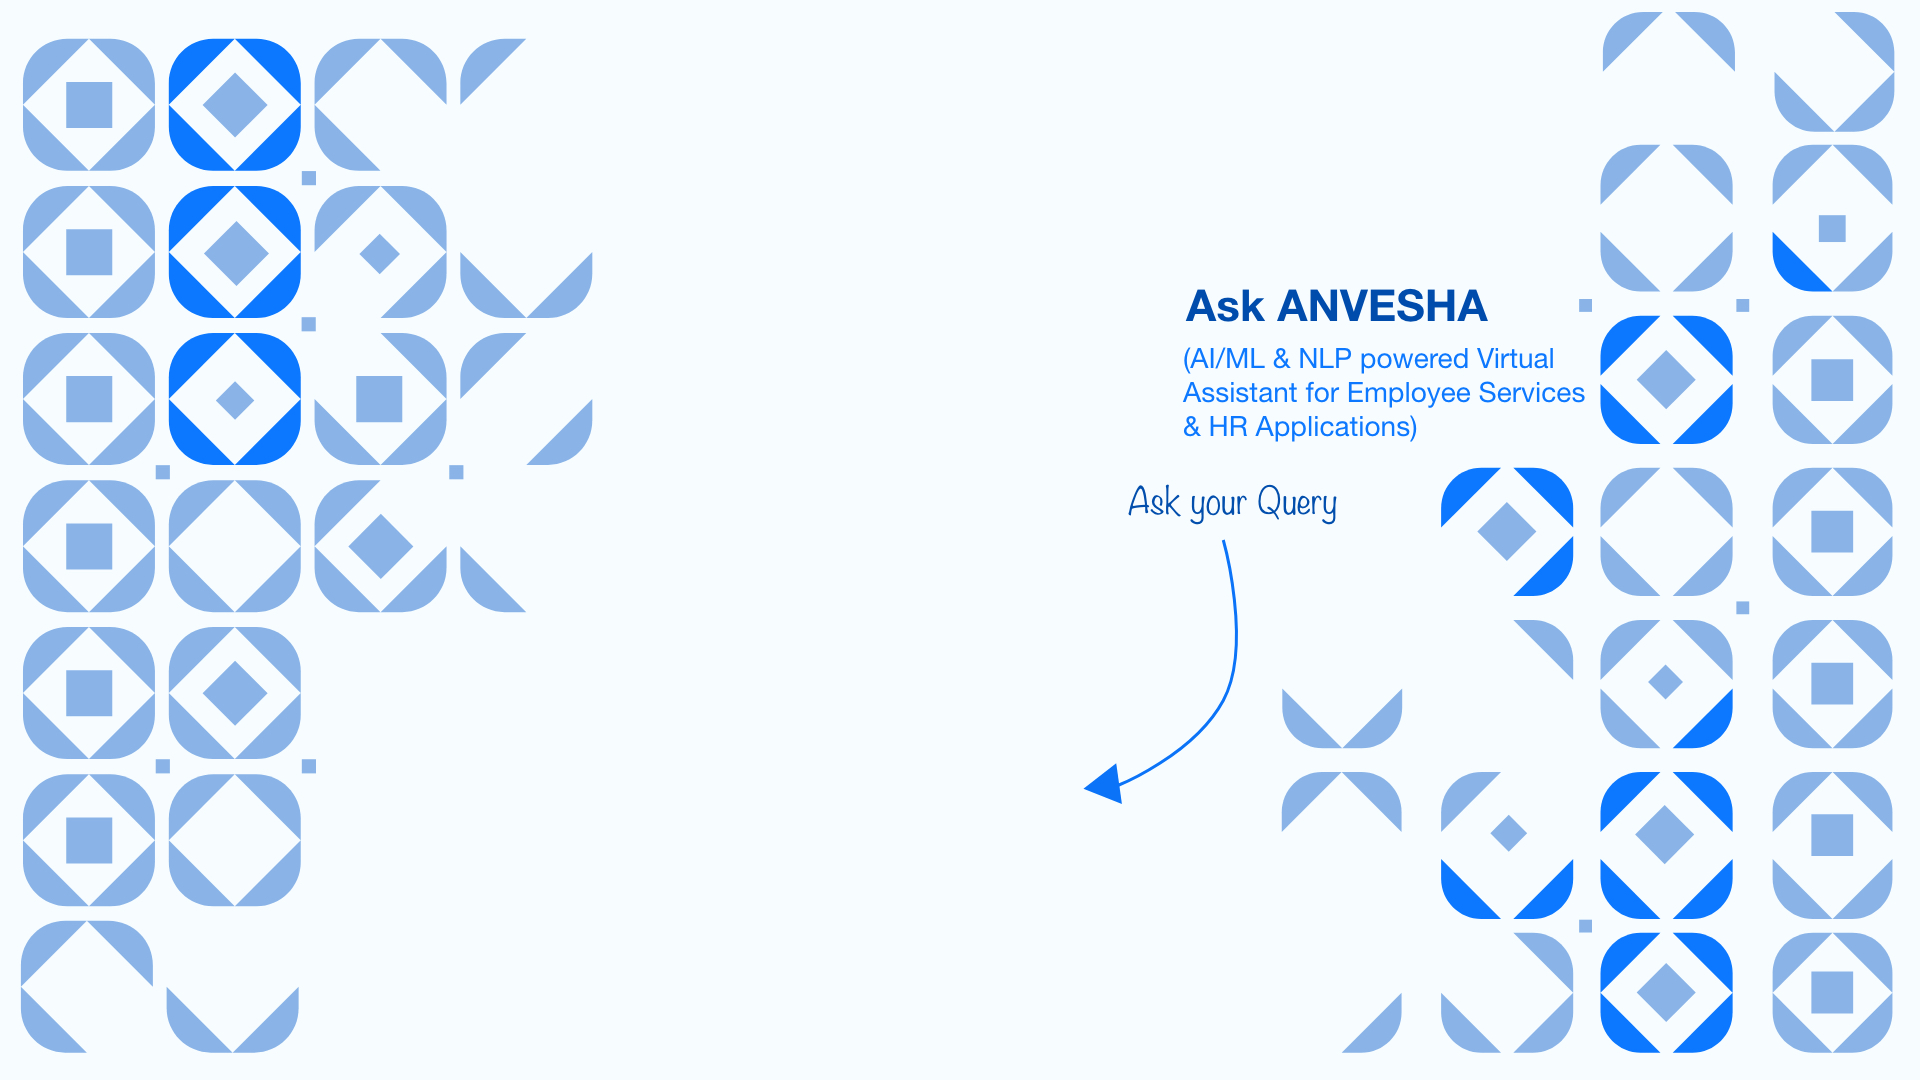 Ask ANVESHA
(AI/ML & NLP powered Virtual
Assistant for Employee Services
& HR Applications)
Ask your Query